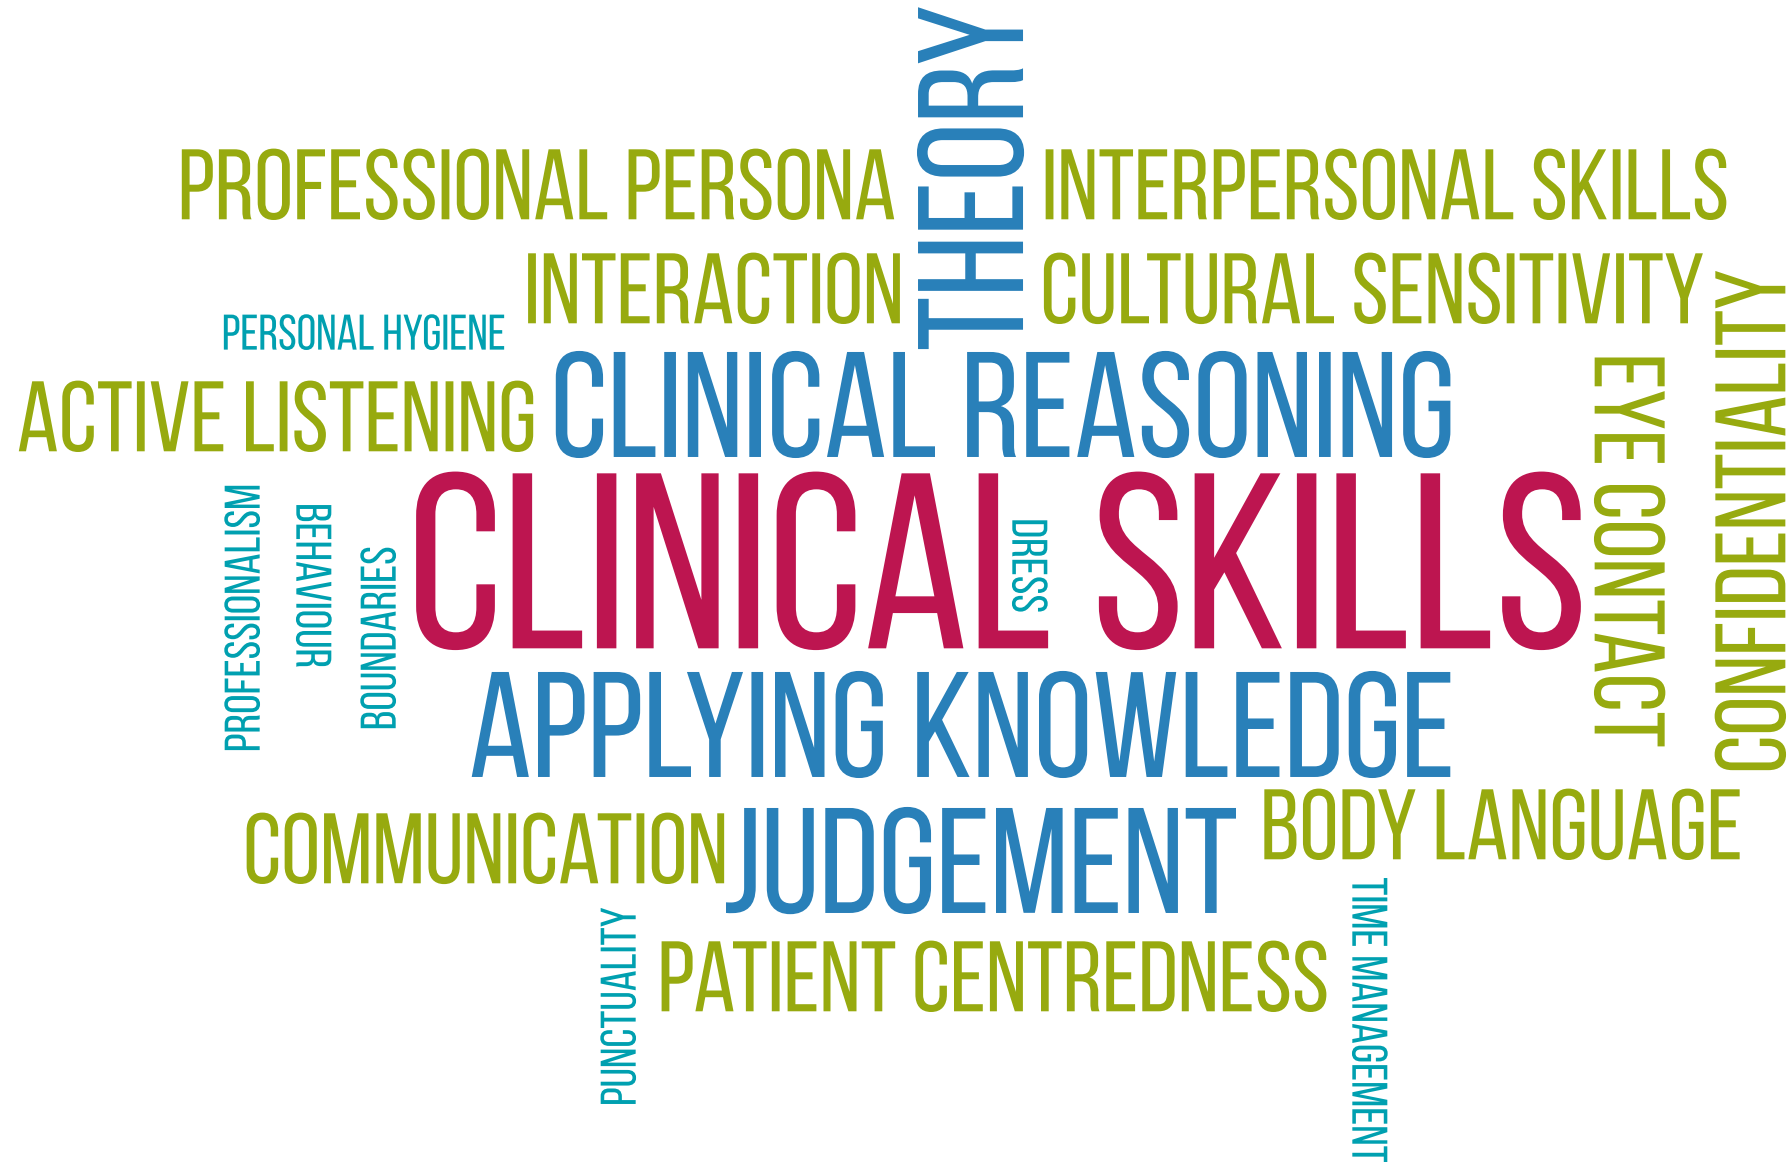 THEORY
PROFESSIONAL PERSONA
INTERPERSONAL SKILLS
INTERACTION
CULTURAL SENSITIVITY
PERSONAL HYGIENE
CONFIDENTIALITY
ACTIVE LISTENING
CLINICAL REASONING
EYE CONTACT
CLINICAL SKILLS
DRESS
PROFESSIONALISM
BEHAVIOUR
BOUNDARIES
APPLYING KNOWLEDGE
COMMUNICATION
JUDGEMENT
BODY LANGUAGE
PUNCTUALITY
PATIENT CENTREDNESS
TIME MANAGEMENT